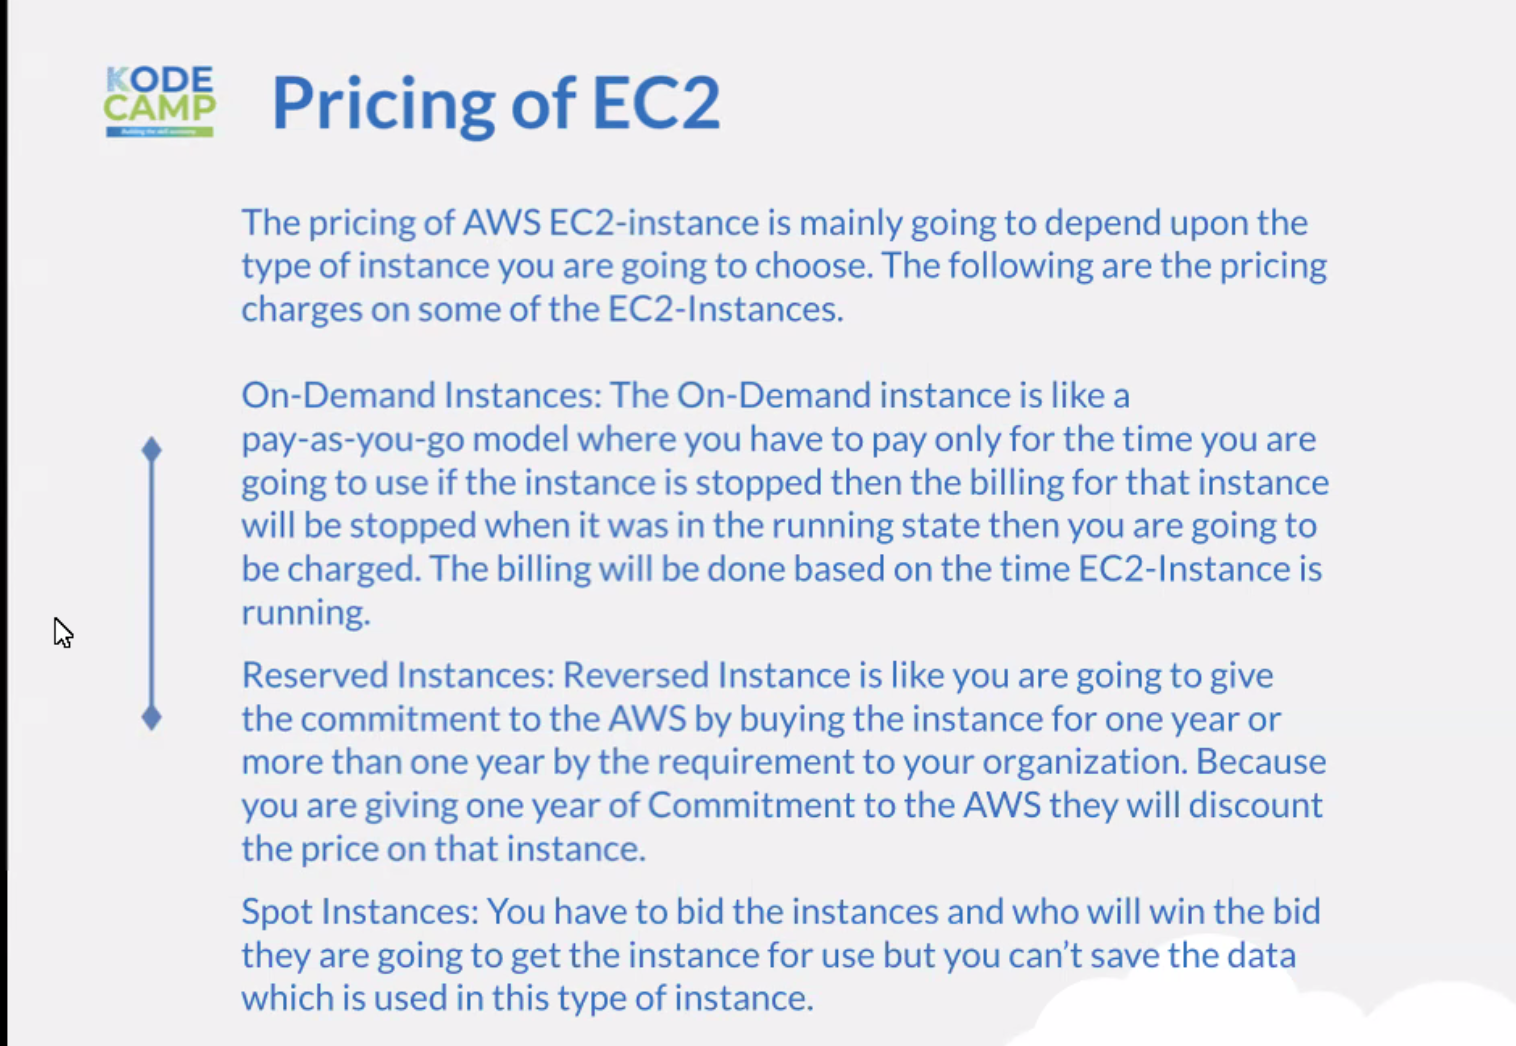 KODE
CAMP
Building the skill economy
Pricing of EC2
The pricing of AWS EC2-instance is mainly going to depend upon the
type of instance you are going to choose. The following are the pricing
charges on some of the EC2-Instances.
On-Demand Instances: The On-Demand instance is like a
pay-as-you-go model where you have to pay only for the time you are
going to use if the instance is stopped then the billing for that instance
will be stopped when it was in the running state then you are going to
be charged. The billing will be done based on the time EC2-Instance is
running.
Reserved Instances: Reversed Instance is like you are going to give
the commitment to the AWS by buying the instance for one year or
more than one year by the requirement to your organization. Because
you are giving one year of Commitment to the AWS they will discount
the price on that instance.
Spot Instances: You have to bid the instances and who will win the bid
they are going to get the instance for use but you can’t save the data
which is used in this type of instance.